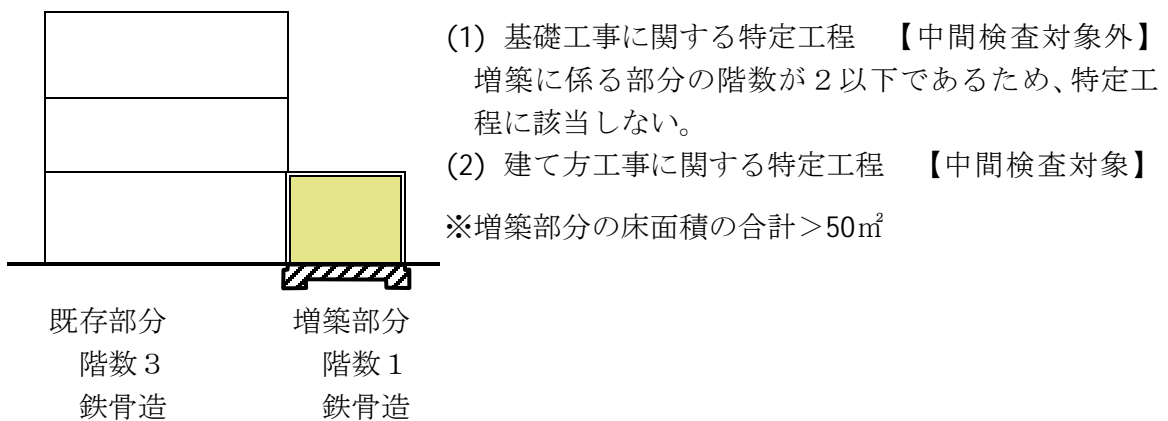 (1) 基礎工事に関する特定工程　【中間検査対象外】
増築に係る部分の階数が２以下であるため、特定工
程に該当しない。
(2) 建て方工事に関する特定工程　【中間検査対象】
※増築部分の床面積の合計＞50㎡
既存部分　増築部分
階数３　階数１
鉄骨造　鉄骨造